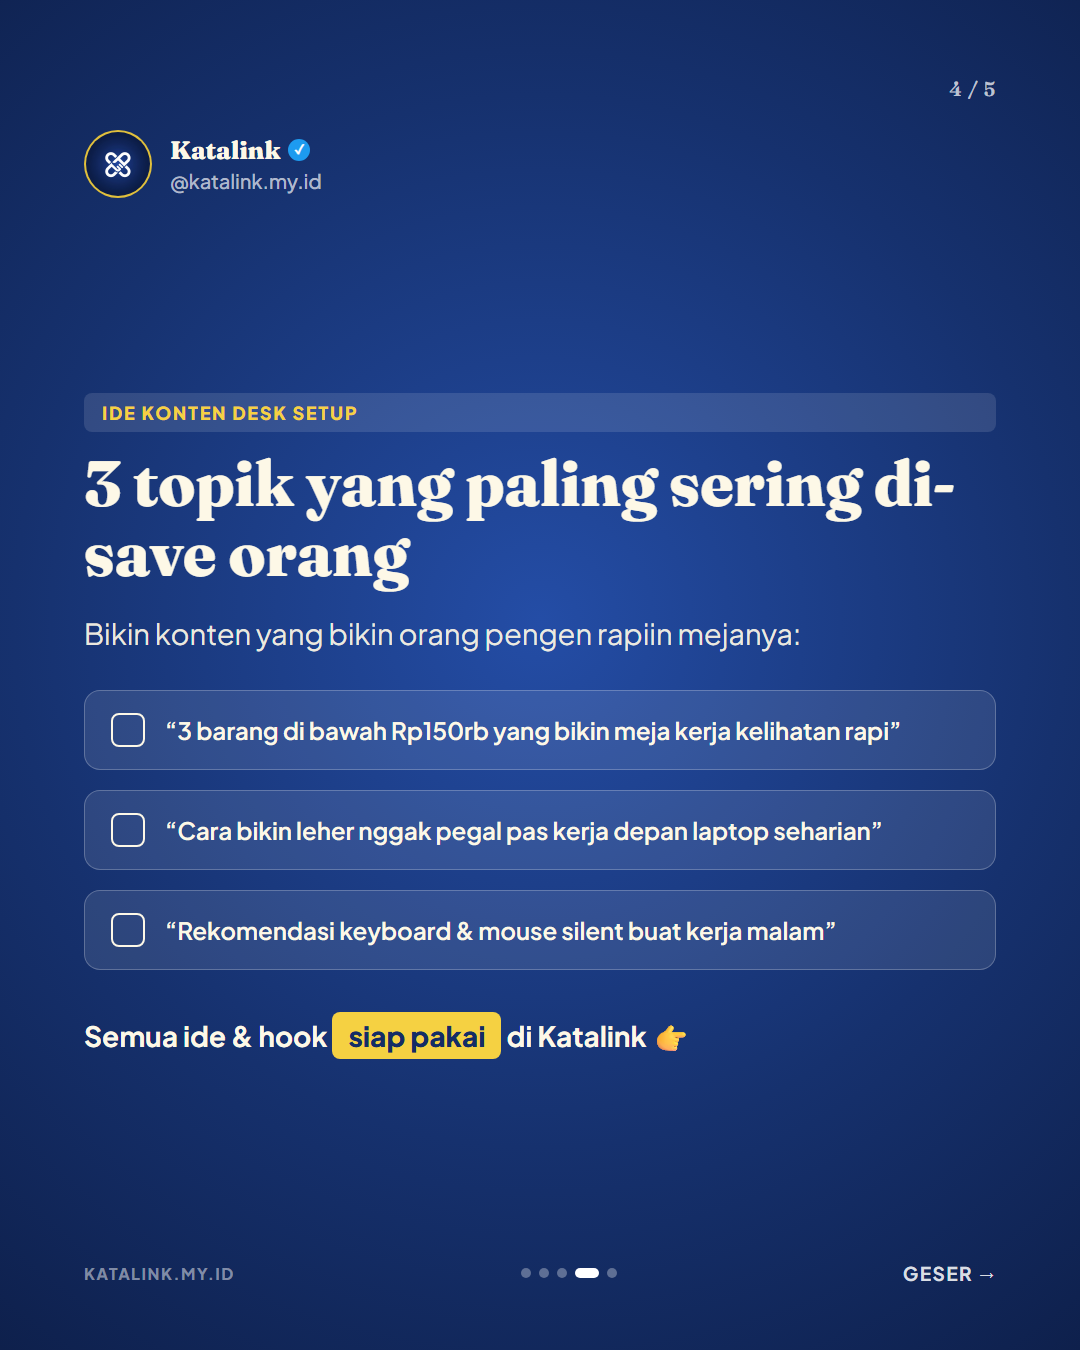 4 / 5
Katalink
@katalink.my.id
IDE KONTEN DESK SETUP
3 topik yang paling sering di-
save orang
Bikin konten yang bikin orang pengen rapiin mejanya:
“3 barang di bawah Rp150rb yang bikin meja kerja kelihatan rapi”
“Cara bikin leher nggak pegal pas kerja depan laptop seharian”
“Rekomendasi keyboard & mouse silent buat kerja malam”
Semua ide & hook siap pakai di Katalink 👉
KATALINK.MY.ID
GESER →